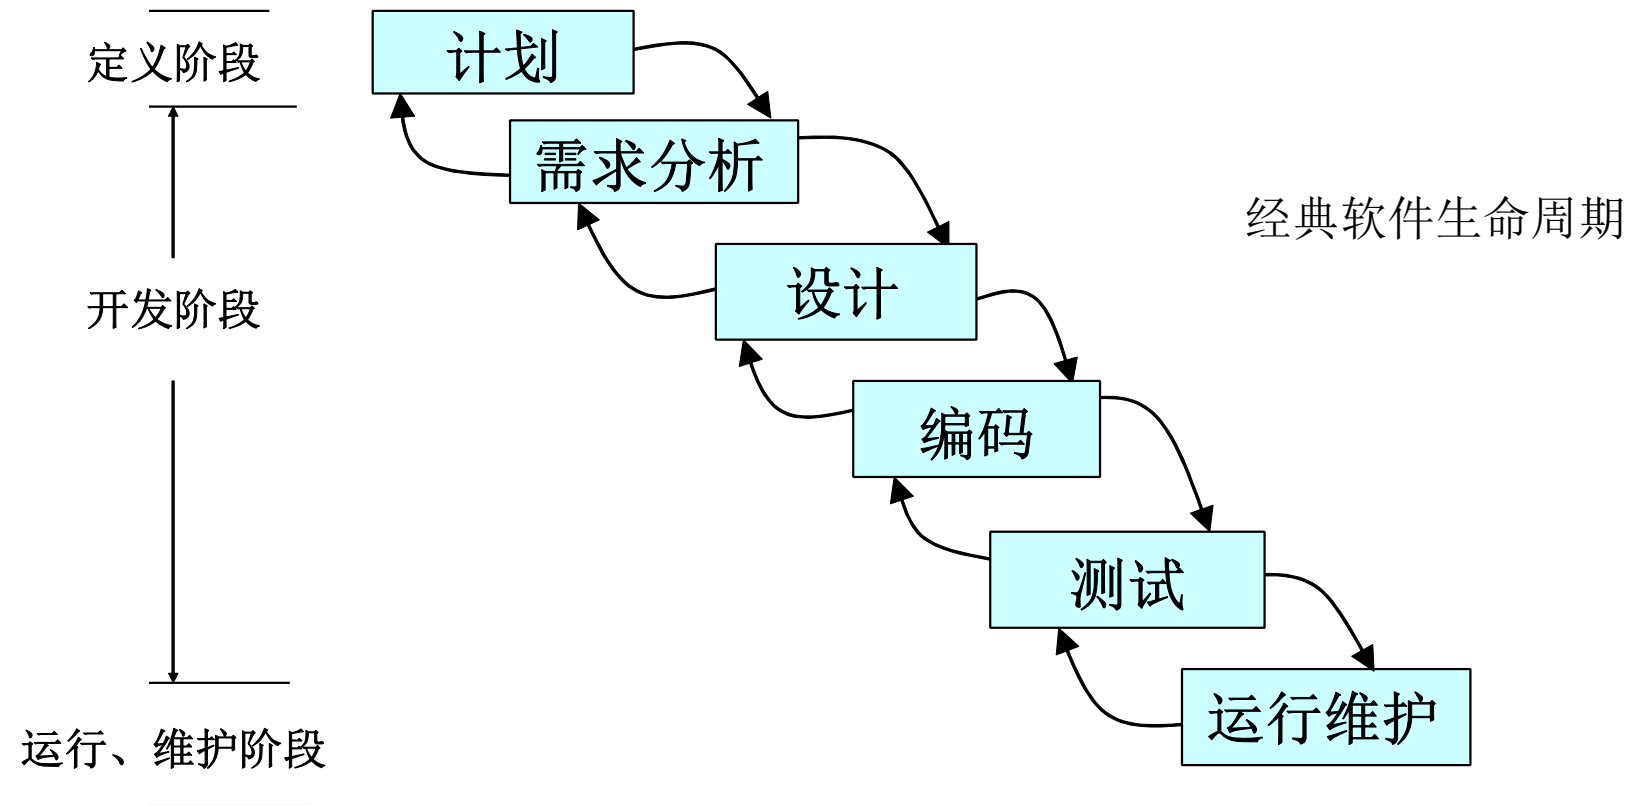 定义阶段
计划
需求分析
经典软件生命周期
开发阶段
设计
编码
测试
运行、维护阶段
运行维护